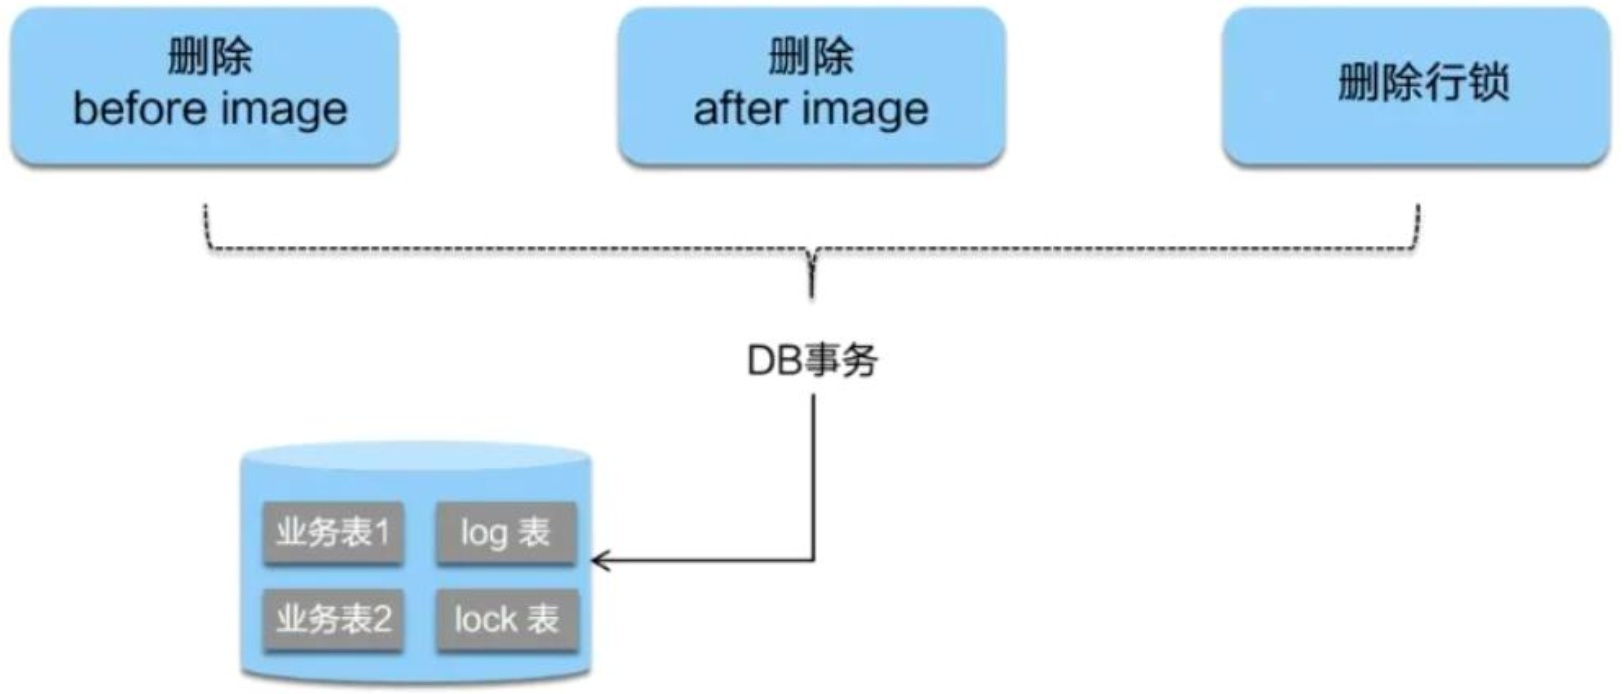 删除
before image
删除
after image
删除行锁
DB事务
业务表1
log 表
业务表2
lock 表